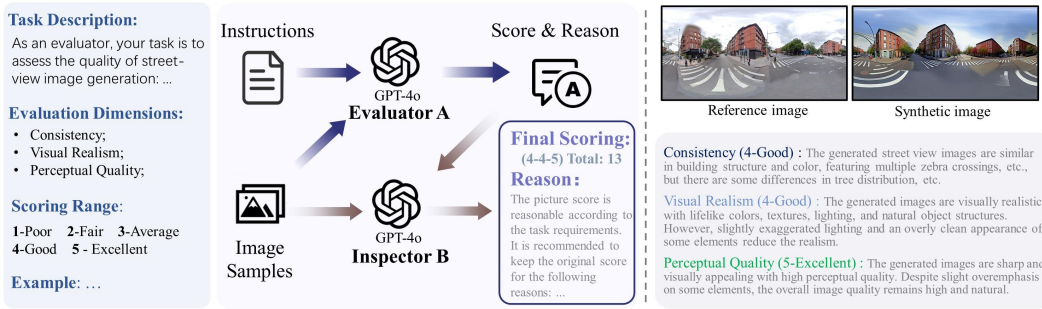 Task Description:
As an evaluator, your task is to
assess the quality of street-
view image generation: ...
Evaluation Dimensions:
• Consistency;
• Visual Realism;
• Perceptual Quality;
Scoring Range:
1-Poor 2-Fair 3-Average
4-Good 5 - Excellent
Example: ...
Instructions
GPT-4o
Evaluator A
Score & Reason
A
Image
Samples
GPT-4o
Inspector B
Final Scoring:
(4-4-5) Total: 13
Reason:
The picture score is
reasonable according to
the task requirements.
It is recommended to
keep the original score
for the following
reasons: ...
Reference image
Synthetic image
Consistency (4-Good) : The generated street view images are similar
in building structure and color, featuring multiple zebra crossings, etc.,
but there are some differences in tree distribution, etc.
Visual Realism (4-Good) : The generated images are visually realistic
with lifelike colors, textures, lighting, and natural object structures.
However, slightly exaggerated lighting and an overly clean appearance of
some elements reduce the realism.
Perceptual Quality (5-Excellent) : The generated images are sharp and
visually appealing with high perceptual quality. Despite slight overemphasis
on some elements, the overall image quality remains high and natural.